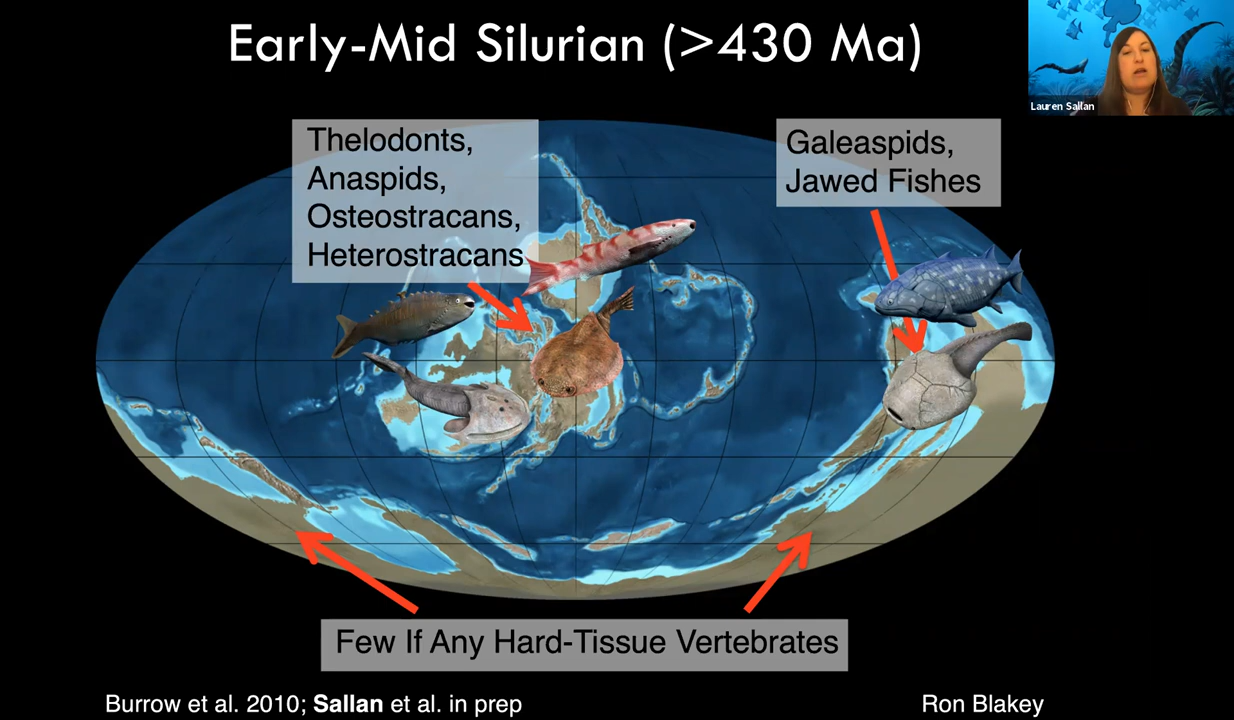 Early-Mid Silurian (>430 Ma)
Lauren Sallan
Thelodonts,
Anaspids,
Osteostracans,
Heterostracans
Galeaspids,
Jawed Fishes
Few If Any Hard-Tissue Vertebrates
Burrow et al. 2010; Sallan et al. in prep
Ron Blakey